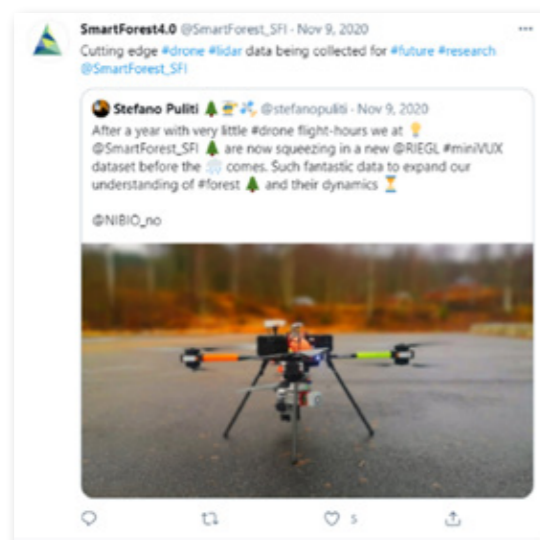 SmartForest4.0 @SmartForest_SFI · Nov 9, 2020
Cutting edge #drone #lidar data being collected for #future #research
@SmartForest_SFI
Stefano Puliti 🌲 @stefanopuliti · Nov 9, 2020
After a year with very little #drone flight-hours we at 💡
@SmartForest_SFI 🌲 are now squeezing in a new @RIEGL #miniVUX
dataset before the 🌨️ comes. Such fantastic data to expand our
understanding of #forest 🌲 and their dynamics ⏳
@NIBIO_no
5